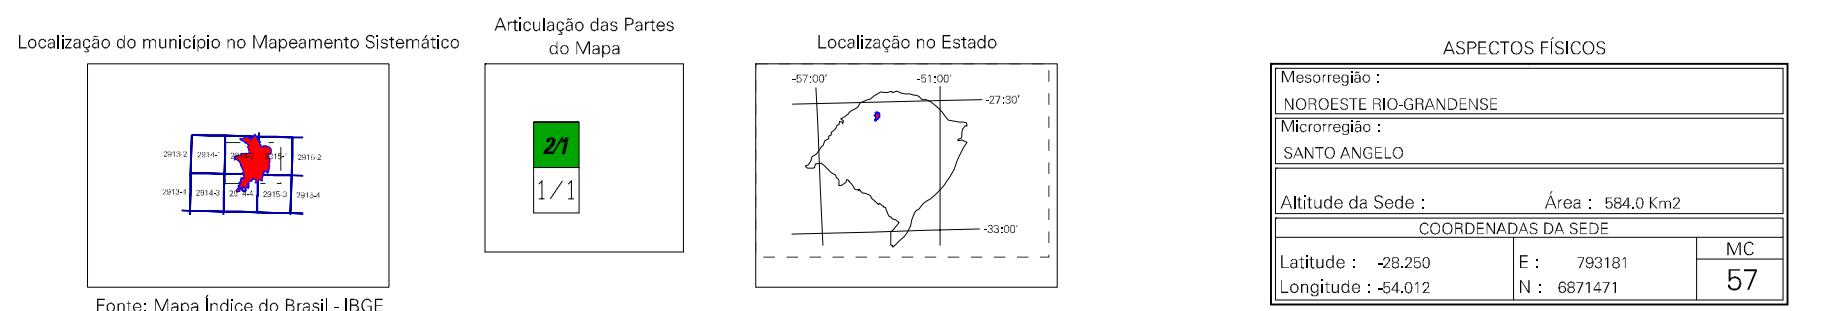 Localização do município no Mapeamento Sistemático
2913-2 2914-1 2915-1 2916-2
2913-4 2914-3 2915-3
Fonte: Mapa Índice do Brasil - IBGE
Articulação das Partes
do Mapa
2/1
1/1
Localização no Estado
-57:00' -51:00'
-27:30'
-33:00'
ASPECTOS FÍSICOS
Mesorregião :
NOROESTE RIO-GRANDENSE
Microrregião :
SANTO ANGELO
Altitude da Sede : Área : 584.0 Km2
COORDENADAS DA SEDE
Latitude : -28.250 E : 793181 MC
Longitude : -54.012 N : 6871471 57